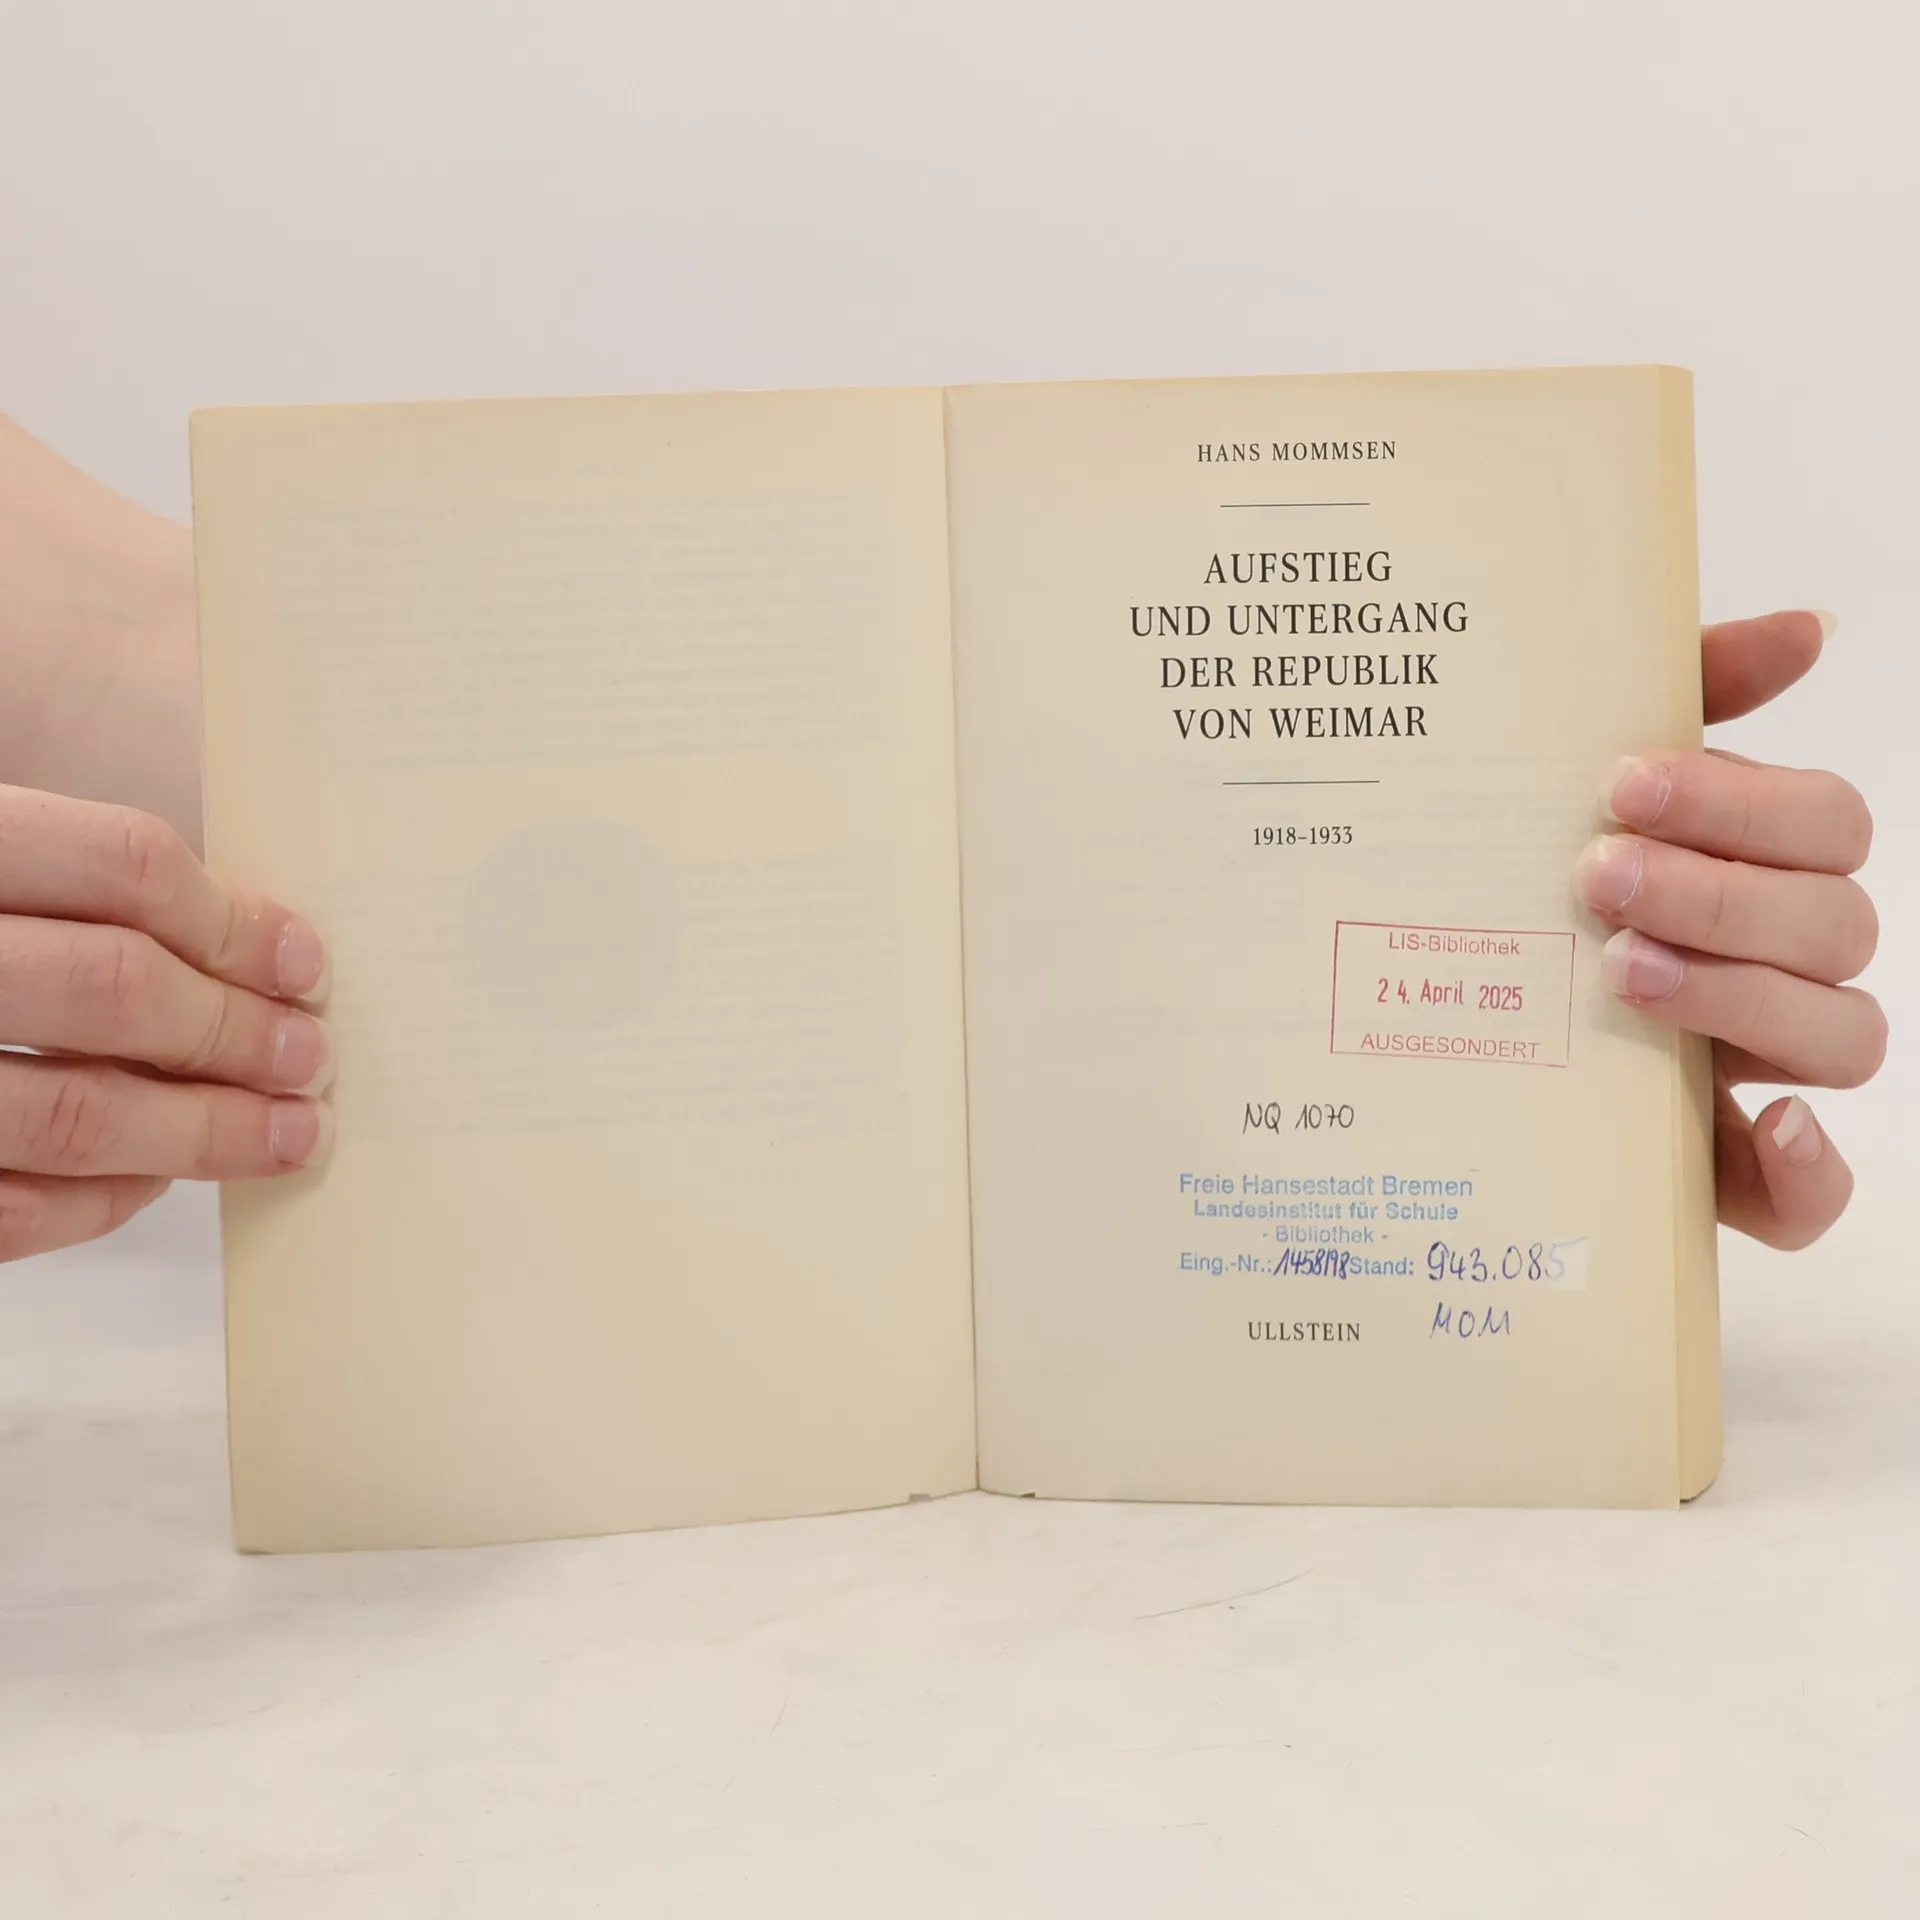 HANS MOMMSEN
AUFSTIEG
UND UNTERGANG
DER REPUBLIK
VON WEIMAR
1918–1933
LIS-Bibliothek
24. April 2025
AUSGESONDERT
NQ 1070
Freie Hansestadt Bremen
Landesinstitut für Schule
- Bibliothek -
Eing.-Nr.: 1458/98 Stand: 943.085
MOM
ULLSTEIN